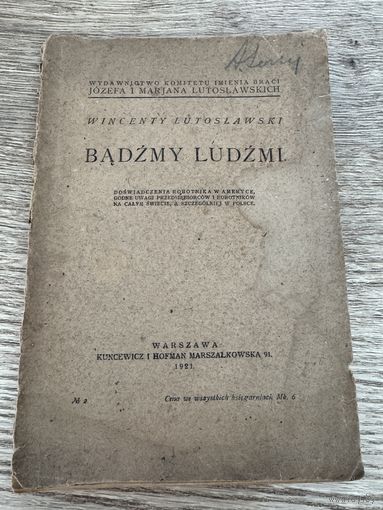 WYDAWNICTWO KOMITETU IMIENIA BRACI
JÓZEFA I MARJANA LUTOSŁAWSKICH
WINCENTY LUTOSŁAWSKI
BĄDŹMY LUDŹMI.
DOŚWIADCZENIA ROBOTNIKA W AMERYCE,
GODNE UWAGI PRZEDSIĘBIORCÓW I ROBOTNIKÓW
NA CAŁYM ŚWIECIE, A SZCZEGÓLNIEJ W POLSCE.
WARSZAWA
KUNCEWICZ I HOFMAN MARSZAŁKOWSKA 91.
1921.
№ 2 Cena we wszystkich księgarniach Mk. 6